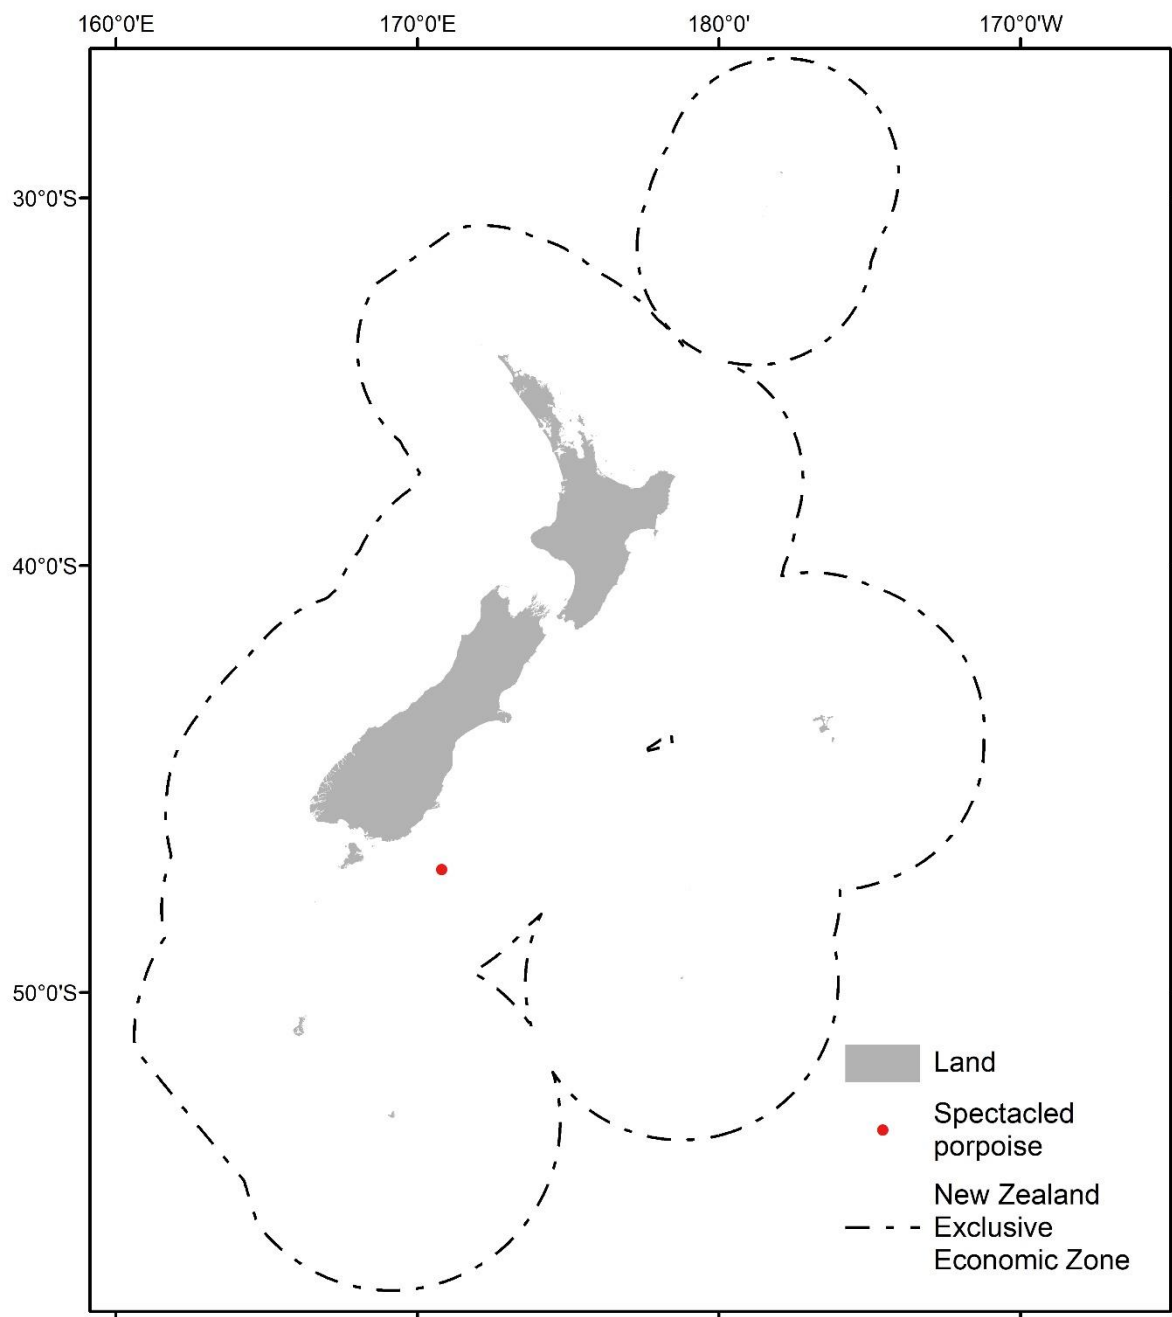 160°0'E
170°0'E
180°0'
170°0'W
30°0'S
40°0'S
50°0'S
Land
Spectacled
porpoise
New Zealand
Exclusive
Economic Zone